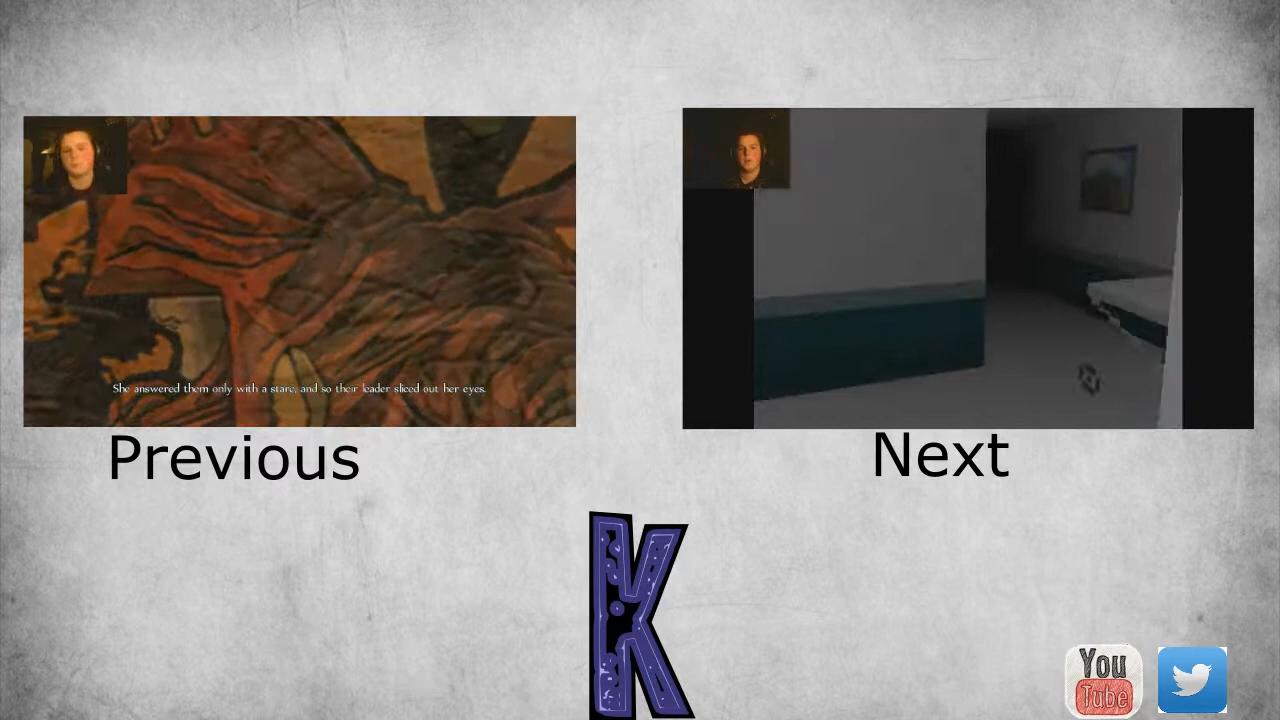 She answered them only with a stare, and so their leader sliced out her eyes.
Previous
Next
K
You
Tube